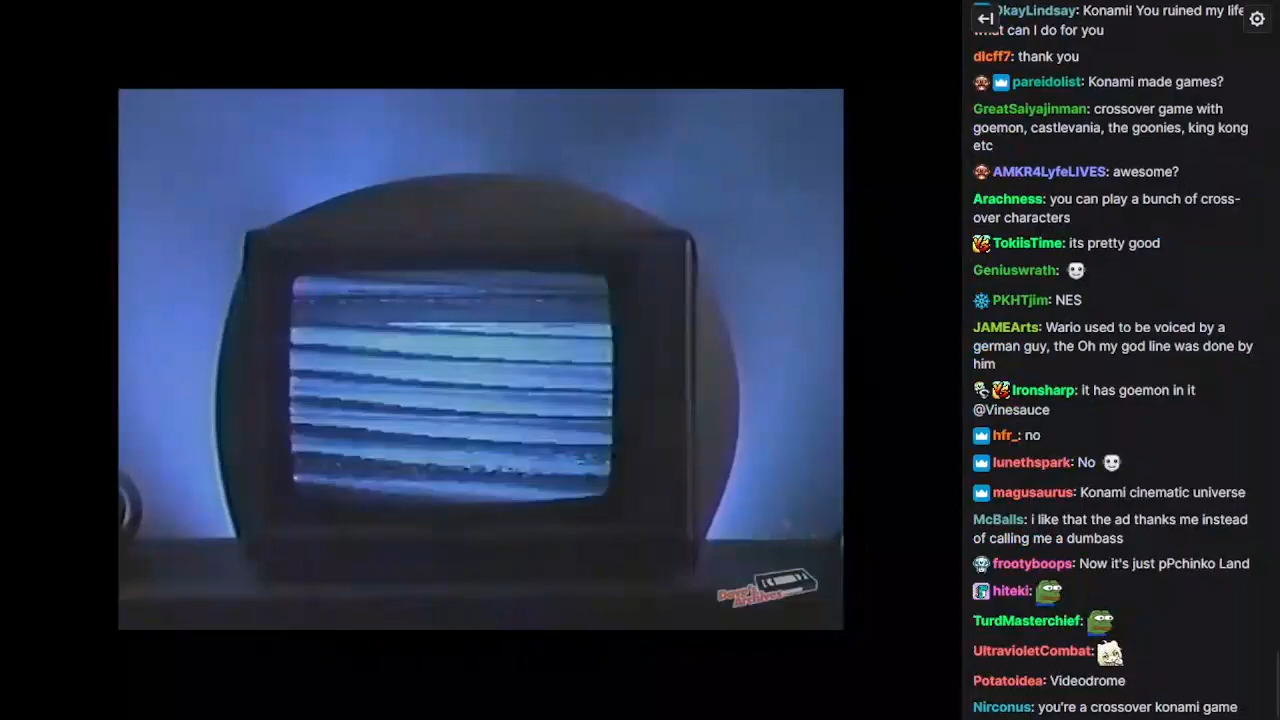 OkayLindsay: Konami! You ruined my life
what can I do for you
dicff7: thank you
pareidolist: Konami made games?
GreatSaiyajinman: crossover game with
goemon, castlevania, the goonies, king kong
etc
AMKR4LyfeLIVES: awesome?
Arachness: you can play a bunch of cross-
over characters
TokiisTime: its pretty good
Geniuswrath:
PKHTjim: NES
JAMEArts: Wario used to be voiced by a
german guy, the Oh my god line was done by
him
Ironsharp: it has goemon in it
@Vinesauce
hfr_: no
lunethspark: No
magusaurus: Konami cinematic universe
McBalls: i like that the ad thanks me instead
of calling me a dumbass
frootyboops: Now it's just pPchinko Land
hiteki:
TurdMasterchief:
UltravioletCombat:
Potatoidea: Videodrome
Nirconus: you're a crossover konami game
Dave's
Archives